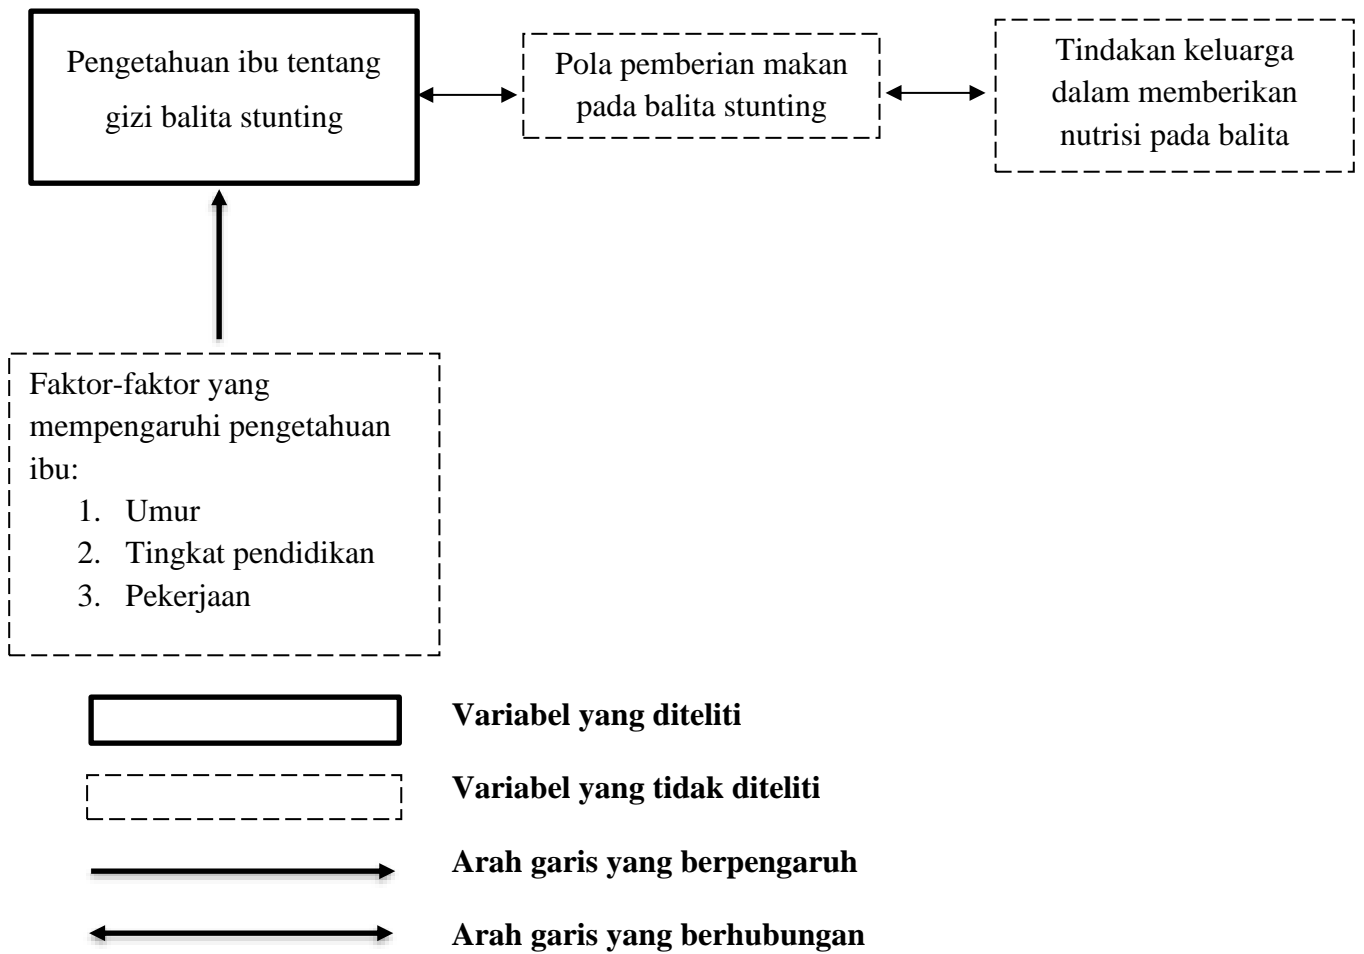 Pengetahuan ibu tentang
gizi balita stunting
Pola pemberian makan
pada balita stunting
Tindakan keluarga
dalam memberikan
nutrisi pada balita
Faktor-faktor yang
mempengaruhi pengetahuan
ibu:
1. Umur
2. Tingkat pendidikan
3. Pekerjaan
Variabel yang diteliti
Variabel yang tidak diteliti
Arah garis yang berpengaruh
Arah garis yang berhubungan